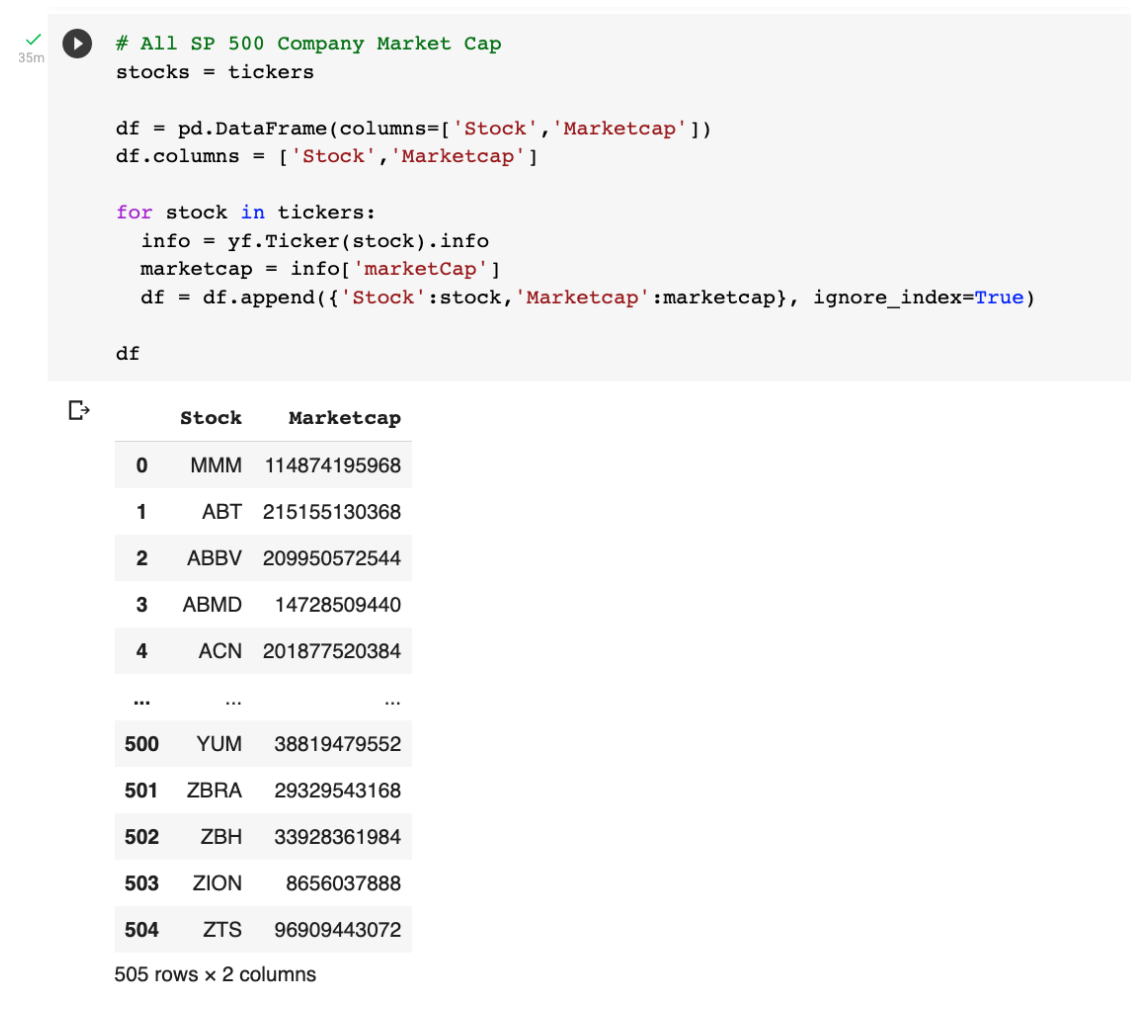 35m
# All SP 500 Company Market Cap
stocks = tickers
df = pd.DataFrame(columns=['Stock','Marketcap'])
df.columns = ['Stock','Marketcap']
for stock in tickers:
info = yf.Ticker(stock).info
marketcap = info['marketCap']
df = df.append({'Stock':stock,'Marketcap':marketcap}, ignore_index=True)
df
Stock Marketcap
0 MMM 114874195968
1 ABT 215155130368
2 ABBV 209950572544
3 ABMD 14728509440
4 ACN 201877520384
... ... ...
500 YUM 38819479552
501 ZBRA 29329543168
502 ZBH 33928361984
503 ZION 8656037888
504 ZTS 96909443072
505 rows × 2 columns